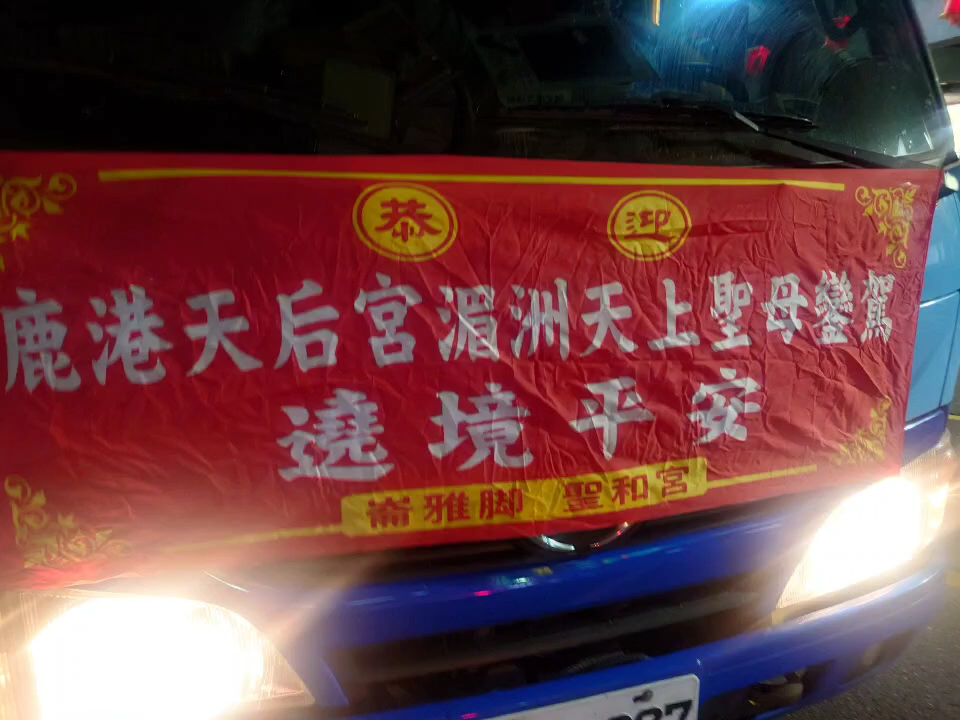 恭迎
鹿港天后宮湄洲天上聖母鑾駕
遶境平安
崙雅脚 聖和宮